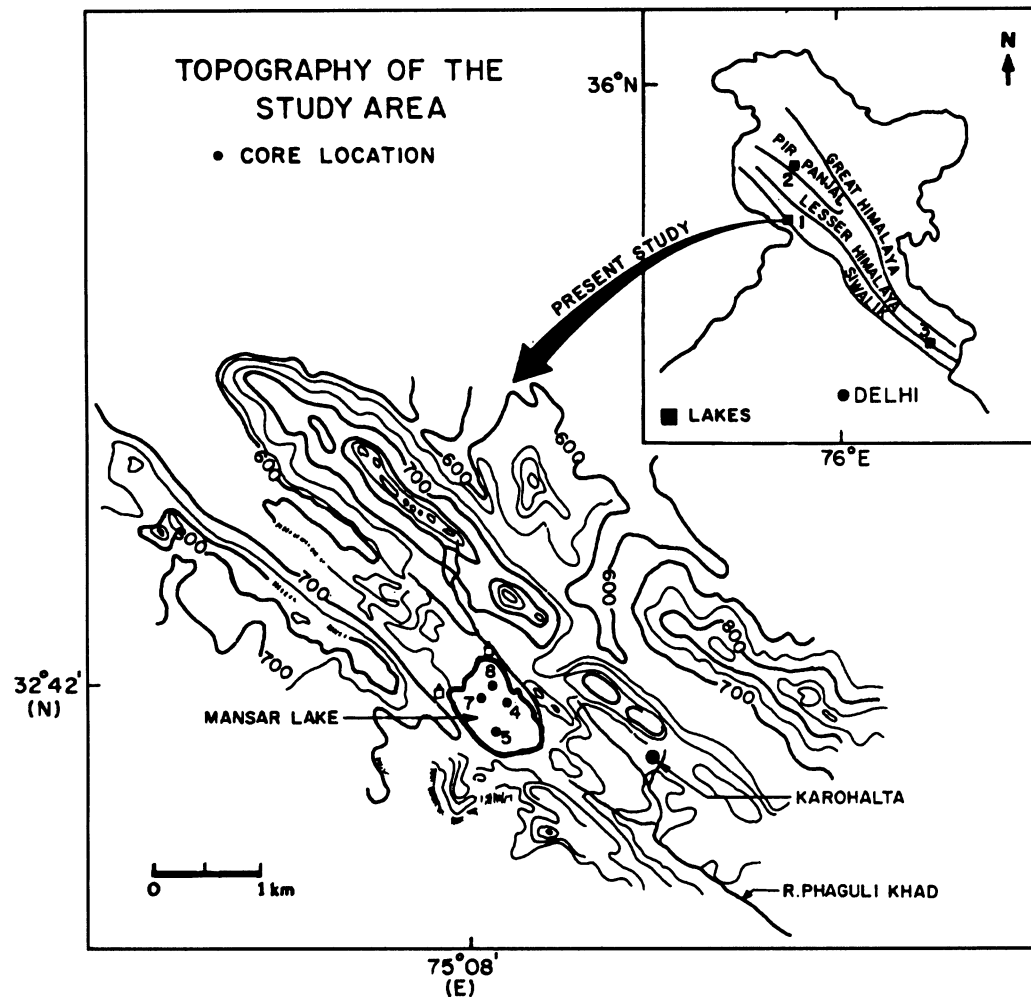 TOPOGRAPHY OF THE
STUDY AREA
• CORE LOCATION
N
36°N
PIR PANJAL
GREAT HIMALAYA
LESSER HIMALAYA
SIWALIK
2
1
3
DELHI
LAKES
76°E
PRESENT STUDY
600
700
600
600
600
800
700
700
800
700
32°42'
(N)
8
7
4
5
MANSAR LAKE
KAROHALTA
R.PHAGULI KHAD
0
1 km
75°08'
(E)